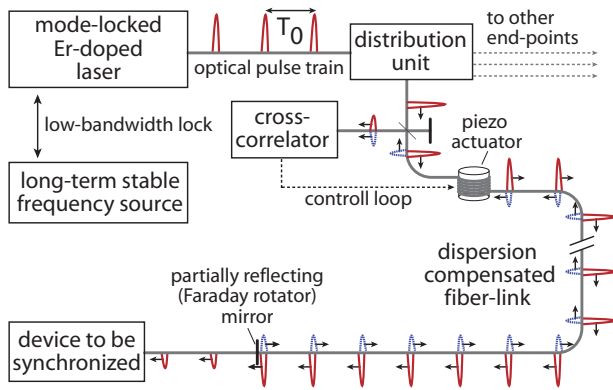 mode-locked
Er-doped
laser
T0
optical pulse train
distribution
unit
to other
end-points
low-bandwidth lock
cross-
correlator
piezo
actuator
long-term stable
frequency source
controll loop
dispersion
compensated
fiber-link
partially reflecting
(Faraday rotator)
mirror
device to be
synchronized